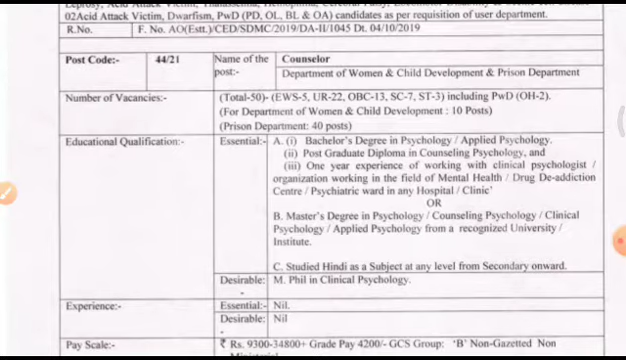 Leprosy, Acid Attack Victim, Thalassemia, Hemophilia, Cerebral Palsy,
02Acid Attack Victim, Dwarfism, PwD (PD, OL, BL & OA) candidates as per requisition of user department.
R.No. F. No. AO(Estt.)/CED/SDMC/2019/DA-II/1045 Dt. 04/10/2019
Post Code:- 44/21 Name of the post:- Counselor
Department of Women & Child Development & Prison Department
Number of Vacancies:- (Total-50)- (EWS-5, UR-22, OBC-13, SC-7, ST-3) including PwD (OH-2).
(For Department of Women & Child Development : 10 Posts)
(Prison Department: 40 posts)
Educational Qualification:- Essential:- A. (i) Bachelor's Degree in Psychology / Applied Psychology.
(ii) Post Graduate Diploma in Counseling Psychology, and
(iii) One year experience of working with clinical psychologist /
organization working in the field of Mental Health / Drug De-addiction
Centre / Psychiatric ward in any Hospital / Clinic'
OR
B. Master's Degree in Psychology / Counseling Psychology / Clinical
Psychology / Applied Psychology from a recognized University /
Institute.
C. Studied Hindi as a Subject at any level from Secondary onward.
Desirable:- M. Phil in Clinical Psychology.
Experience:- Essential:- Nil.
Desirable:- Nil
Pay Scale:- ₹ Rs. 9300-34800+ Grade Pay 4200/- GCS Group: 'B' Non-Gazetted Non